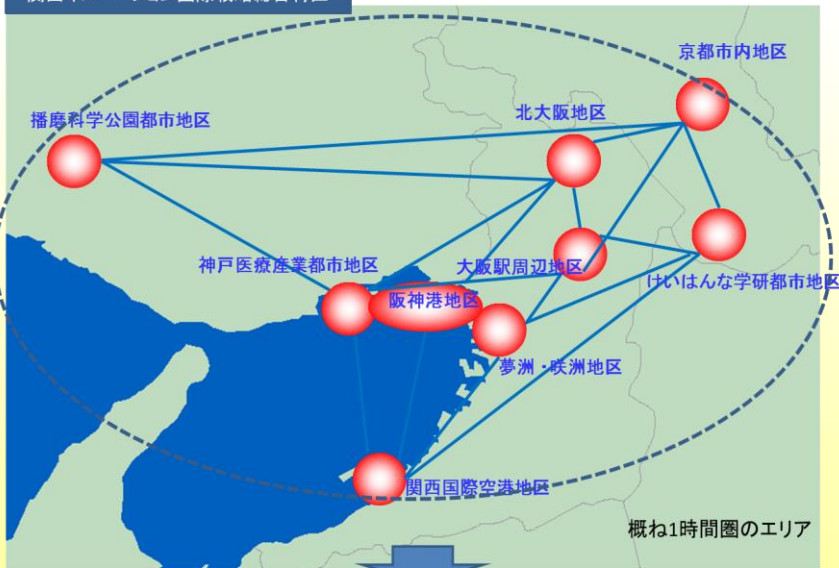 京都市内地区
北大阪地区
播磨科学公園都市地区
神戸医療産業都市地区
大阪駅周辺地区
けいはんな学研都市地区
阪神港地区
夢洲・咲洲地区
関西国際空港地区
概ね1時間圏のエリア